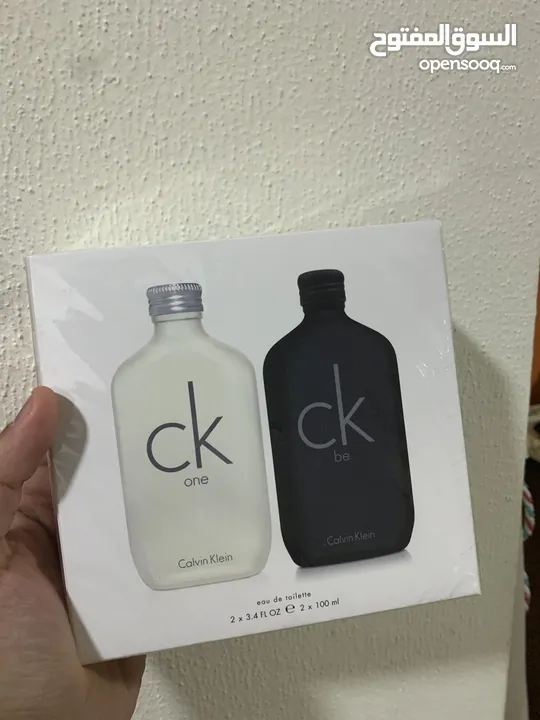 السوق المفتوح
opensooq.com
ck
one
Calvin Klein
ck
be
Calvin Klein
eau de toilette
2 x 3.4 FL OZ e 2 x 100 ml